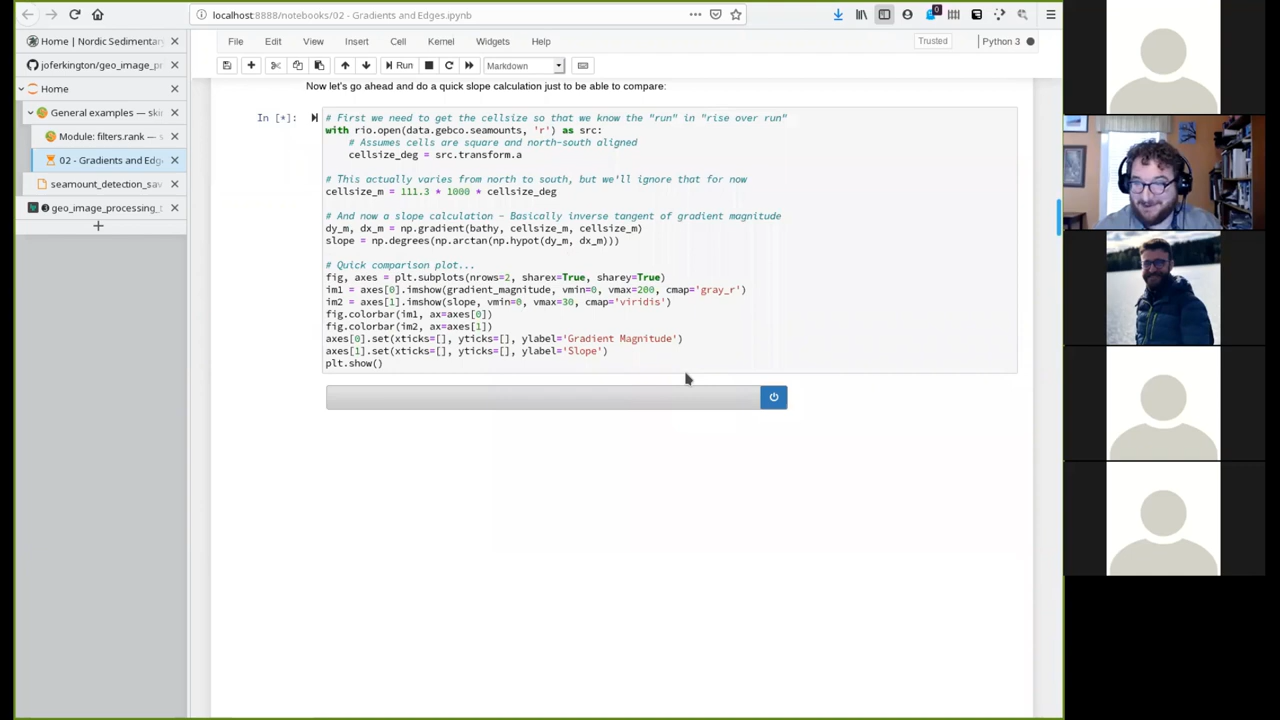 localhost:8888/notebooks/02 - Gradients and Edges.ipynb
0
Home | Nordic Sedimentar
joferkington/geo_image_pr
Home
General examples — skim
Module: filters.rank — s
02 - Gradients and Edge
seamount_detection_sav
geo_image_processing_t
File Edit View Insert Cell Kernel Widgets Help
Trusted
Python 3
Run
Markdown
Now let's go ahead and do a quick slope calculation just to be able to compare:
In [*]:
# First we need to get the cellsize so that we know the "run" in "rise over run"
with rio.open(data.gebco.seamounts, 'r') as src:
# Assumes cells are square and north-south aligned
cellsize_deg = src.transform.a
# This actually varies from north to south, but we'll ignore that for now
cellsize_m = 111.3 * 1000 * cellsize_deg
# And now a slope calculation - Basically inverse tangent of gradient magnitude
dy_m, dx_m = np.gradient(bathy, cellsize_m, cellsize_m)
slope = np.degrees(np.arctan(np.hypot(dy_m, dx_m)))
# Quick comparison plot...
fig, axes = plt.subplots(nrows=2, sharex=True, sharey=True)
im1 = axes[0].imshow(gradient_magnitude, vmin=0, vmax=200, cmap='gray_r')
im2 = axes[1].imshow(slope, vmin=0, vmax=30, cmap='viridis')
fig.colorbar(im1, ax=axes[0])
fig.colorbar(im2, ax=axes[1])
axes[0].set(xticks=[], yticks=[], ylabel='Gradient Magnitude')
axes[1].set(xticks=[], yticks=[], ylabel='Slope')
plt.show()